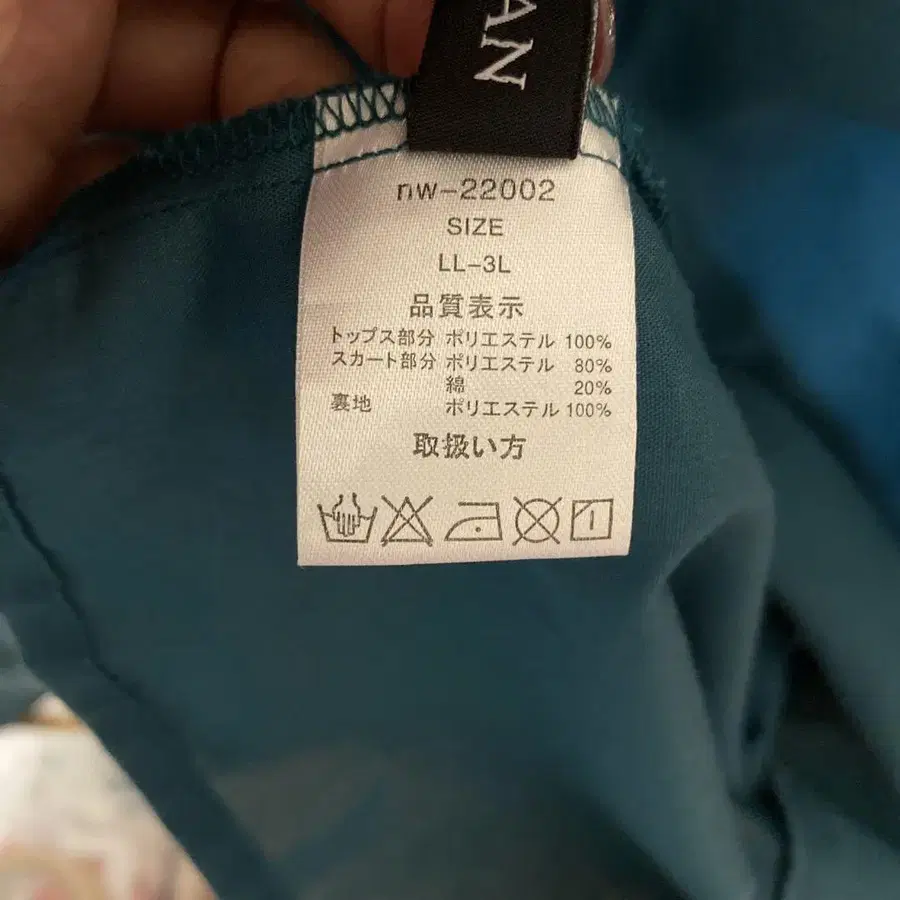 AN
nw-22002
SIZE
LL-3L
品質表示
トップス部分 ポリエステル 100%
スカート部分 ポリエステル 80%
綿 20%
裏地 ポリエステル 100%
取扱い方